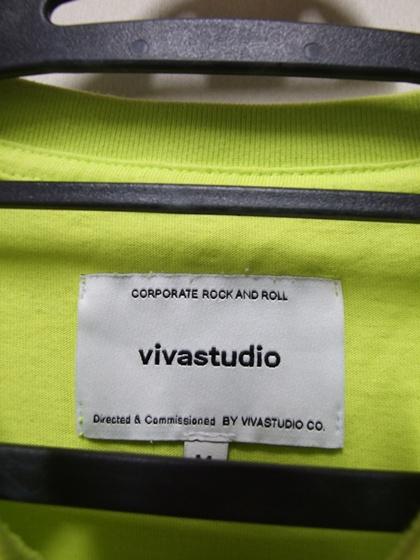 CORPORATE ROCK AND ROLL
vivastudio
Directed & Commissioned BY VIVASTUDIO CO.